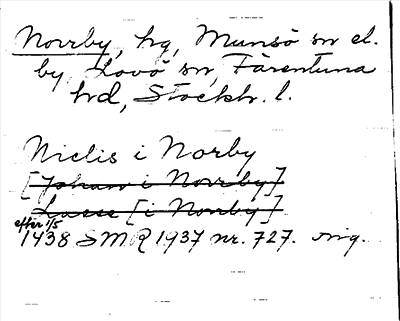 Norrby, hg, Munsö sn el.
by, Lovö sn, Färentuna
hd, Stockh. l.
Niclis i Norby
[Johan i Norrby]
Lasse [i Norrby]
efter 1/5
1438 SMR 1937 nr. 727. orig.